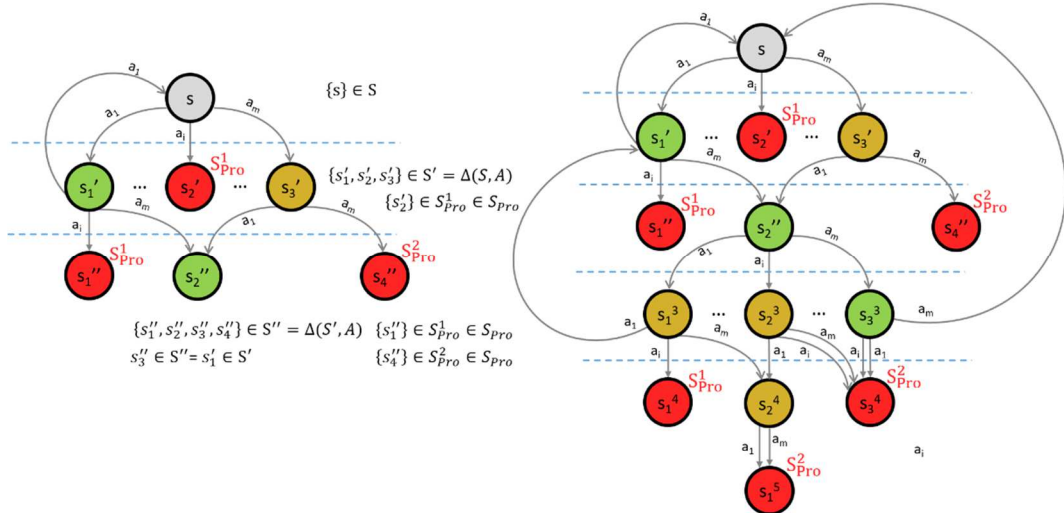 a₁
s
{s} ∈ S
a₁
aᵢ
aₘ
S¹Pro
s₁′
...
s₂′
...
s₃′
{s₁′, s₂′, s₃′} ∈ S′ = Δ(S, A)
{s₂′} ∈ S¹Pro ∈ SPro
aᵢ
aₘ
a₁
aₘ
S¹Pro
S²Pro
s₁′′
s₂′′
s₄′′
{s₁′′, s₂′′, s₃′′, s₄′′} ∈ S′′ = Δ(S′, A) {s₁′′} ∈ S¹Pro ∈ SPro
s₃′′ ∈ S′′= s₁′ ∈ S′ {s₄′′} ∈ S²Pro ∈ SPro
a₁
s
a₁
aᵢ
aₘ
S¹Pro
s₁′
...
s₂′
...
s₃′
aᵢ
aₘ
a₁
aₘ
S¹Pro
S²Pro
s₁′′
s₂′′
s₄′′
a₁
aᵢ
aₘ
s₁³
...
s₂³
...
s₃³
a₁
aₘ
aₘ
aₘ
aᵢ
a₁
aᵢ
aᵢ
a₁
S¹Pro
S²Pro
s₁⁴
s₂⁴
s₃⁴
a₁
aₘ
aᵢ
S²Pro
s₁⁵